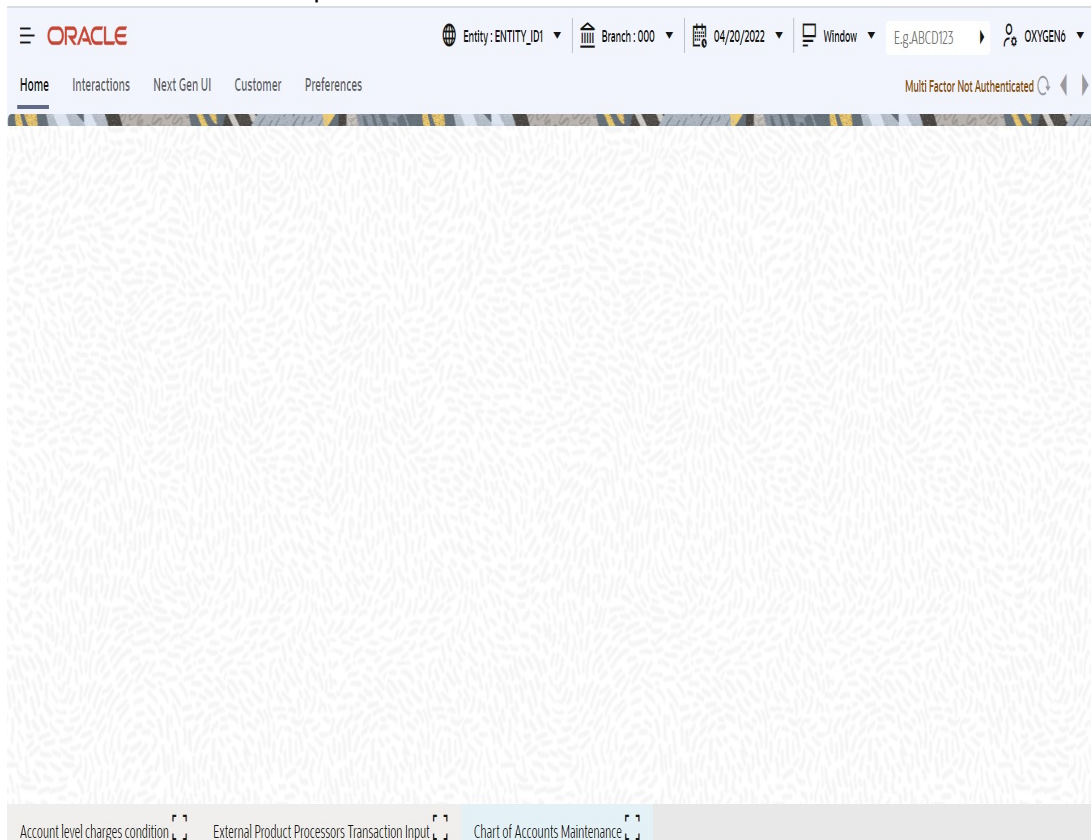 ORACLE Entity : ENTITY_ID1 Branch : 000 04/20/2022 Window E.g.ABCD123 OXYGEN6
Home Interactions Next Gen UI Customer Preferences Multi Factor Not Authenticated
Account level charges condition External Product Processors Transaction Input Chart of Accounts Maintenance